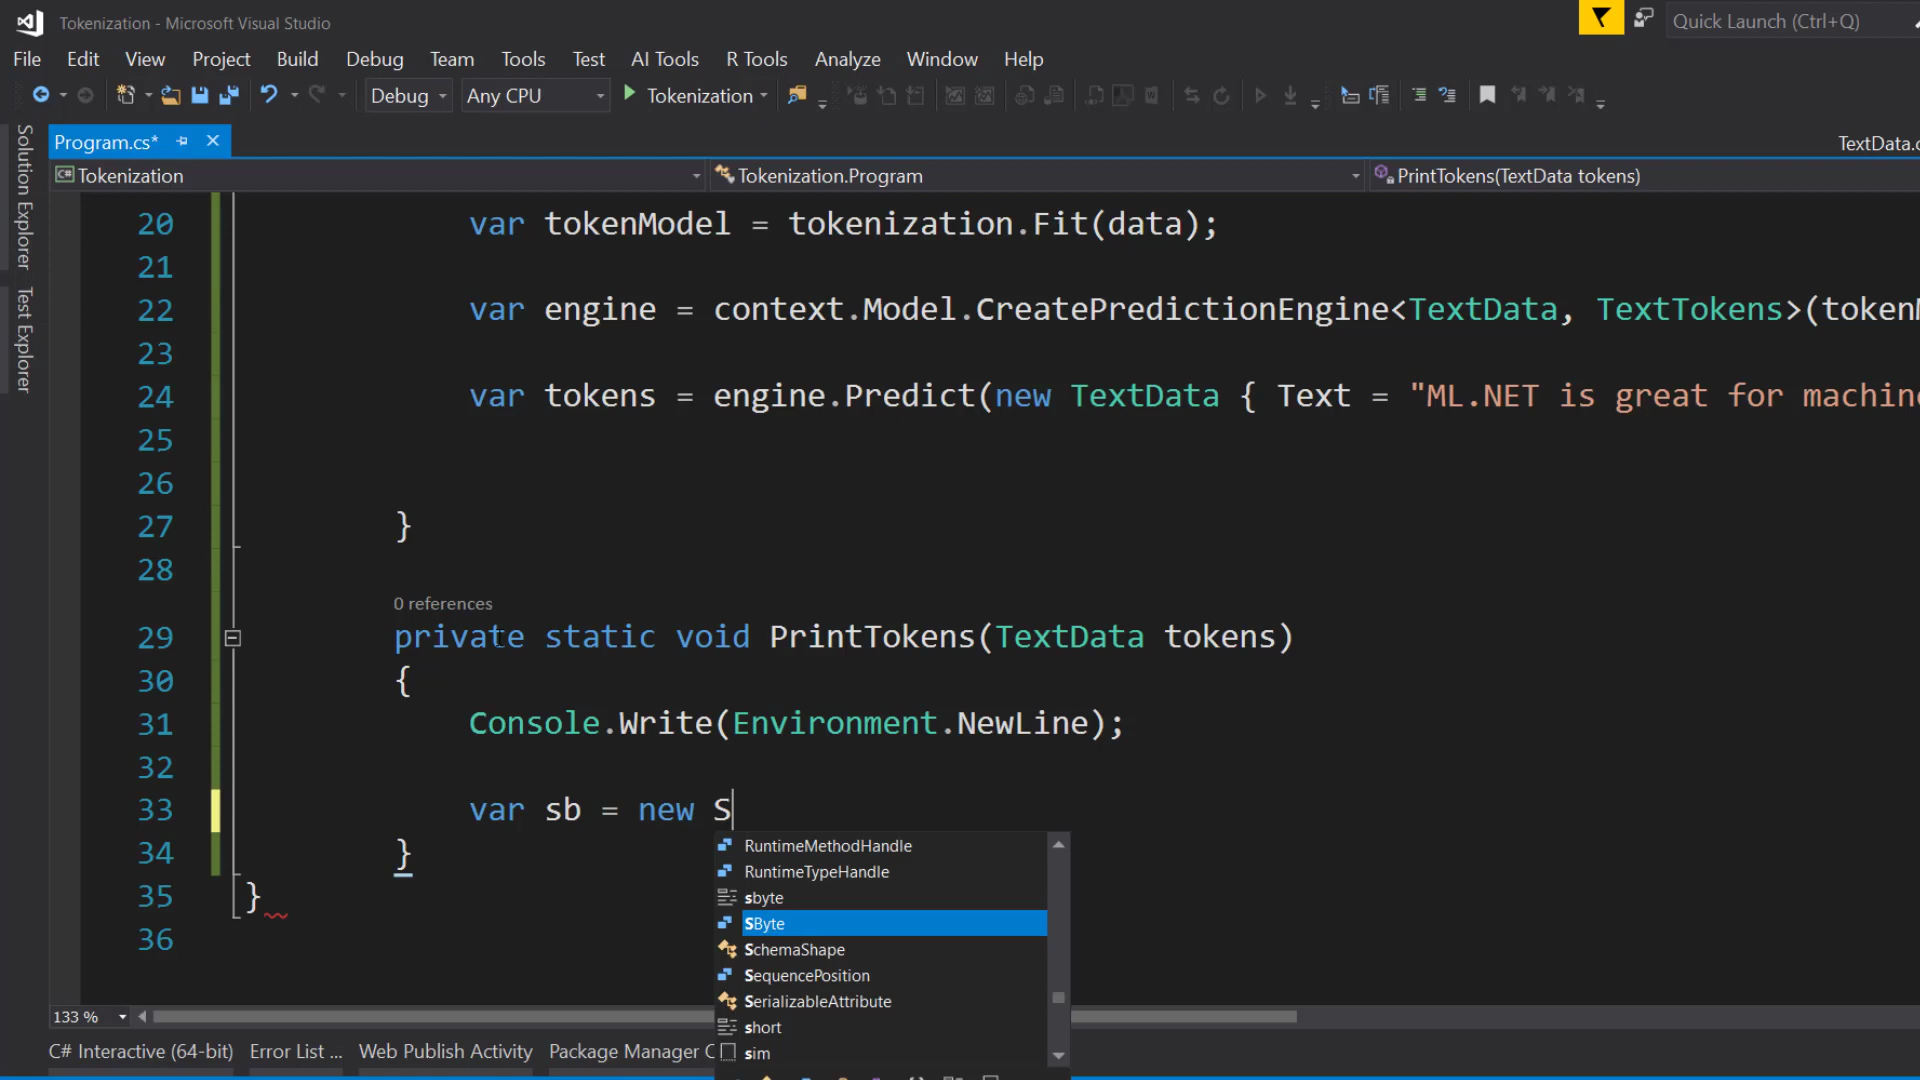 Tokenization - Microsoft Visual Studio
Quick Launch (Ctrl+Q)
File Edit View Project Build Debug Team Tools Test AI Tools R Tools Analyze Window Help
Debug Any CPU Tokenization
Solution Explorer
Test Explorer
Program.cs*
TextData.c
Tokenization Tokenization.Program PrintTokens(TextData tokens)
20 var tokenModel = tokenization.Fit(data);
21
22 var engine = context.Model.CreatePredictionEngine<TextData, TextTokens>(tokenM
23
24 var tokens = engine.Predict(new TextData { Text = "ML.NET is great for machine
25
26
27 }
28
0 references
29 private static void PrintTokens(TextData tokens)
30 {
31 Console.Write(Environment.NewLine);
32
33 var sb = new S
34 }
35 }
36
RuntimeMethodHandle
RuntimeTypeHandle
sbyte
SByte
SchemaShape
SequencePosition
SerializableAttribute
short
sim
133 %
C# Interactive (64-bit) Error List ... Web Publish Activity Package Manager C